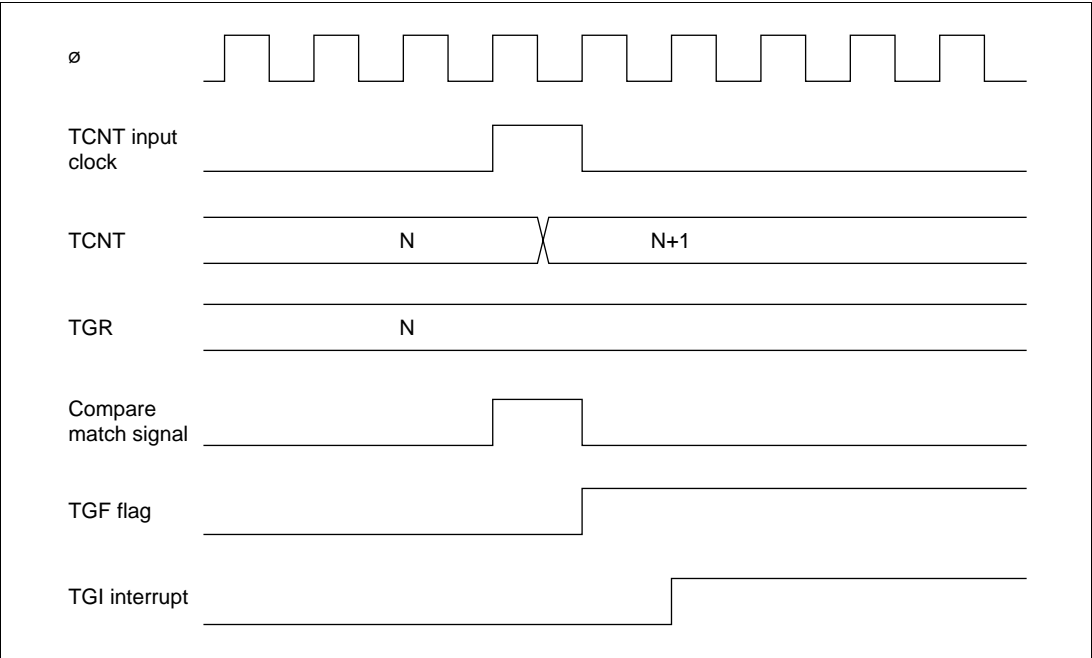 ø
TCNT input
clock
TCNT
N
N+1
TGR
N
Compare
match signal
TGF flag
TGI interrupt